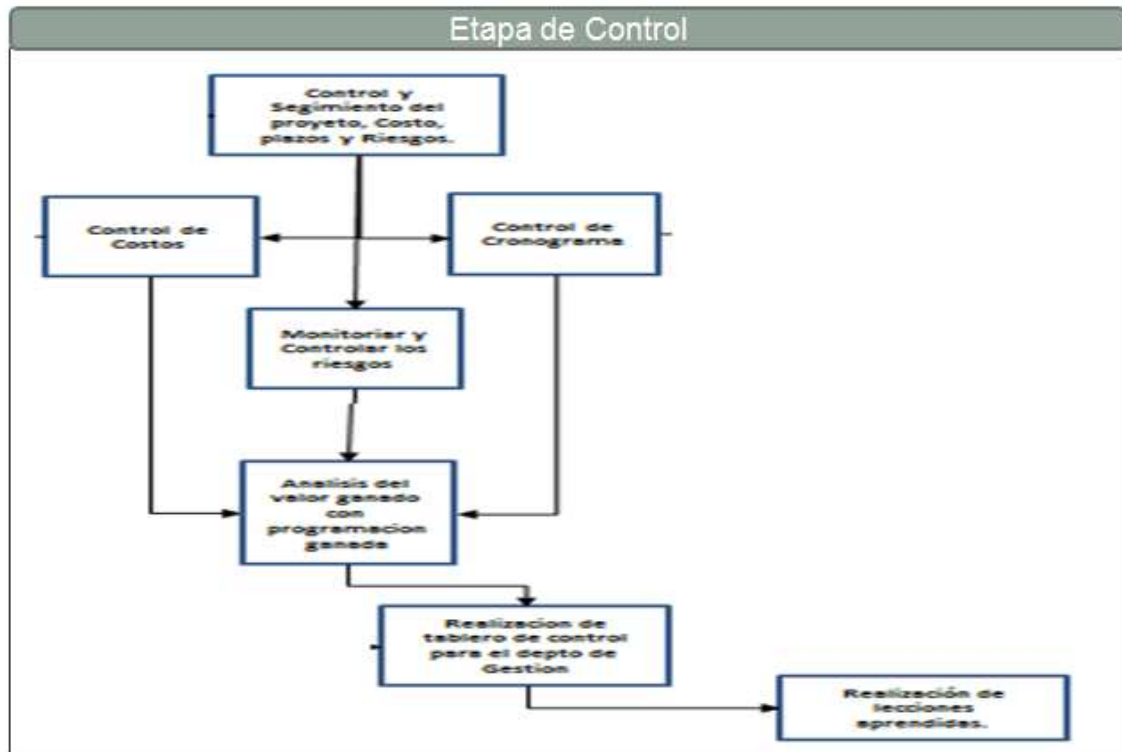 Etapa de Control
Control y
Segimiento del
proyeto, Costo,
plazos y Riesgos.
Control de
Costos
Control de
Cronograma
Monitoriar y
Controlar los
riesgos
Analisis del
valor ganado
con
programacion
ganada
Realizacion de
tablero de control
para el depto de
Gestion
Realización de
lecciones
aprendidas.